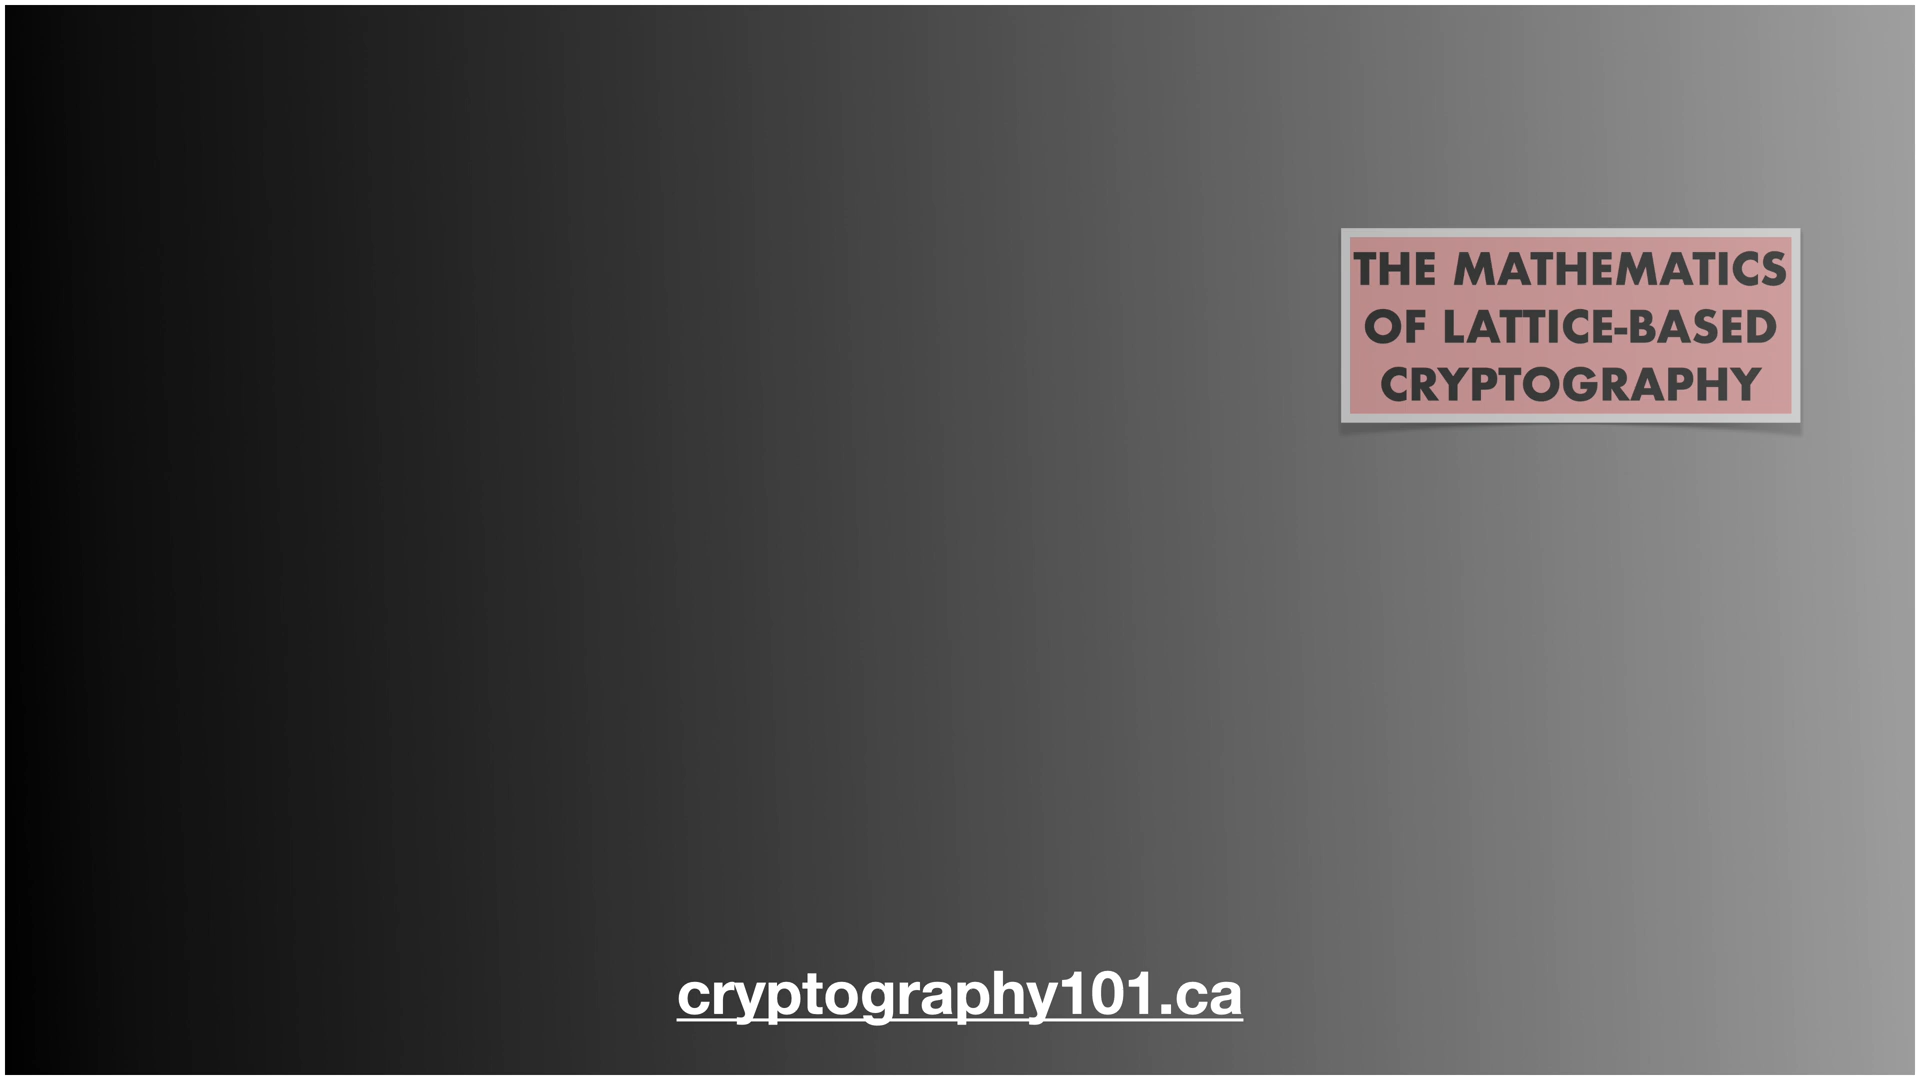 THE MATHEMATICS
OF LATTICE-BASED
CRYPTOGRAPHY
cryptography101.ca